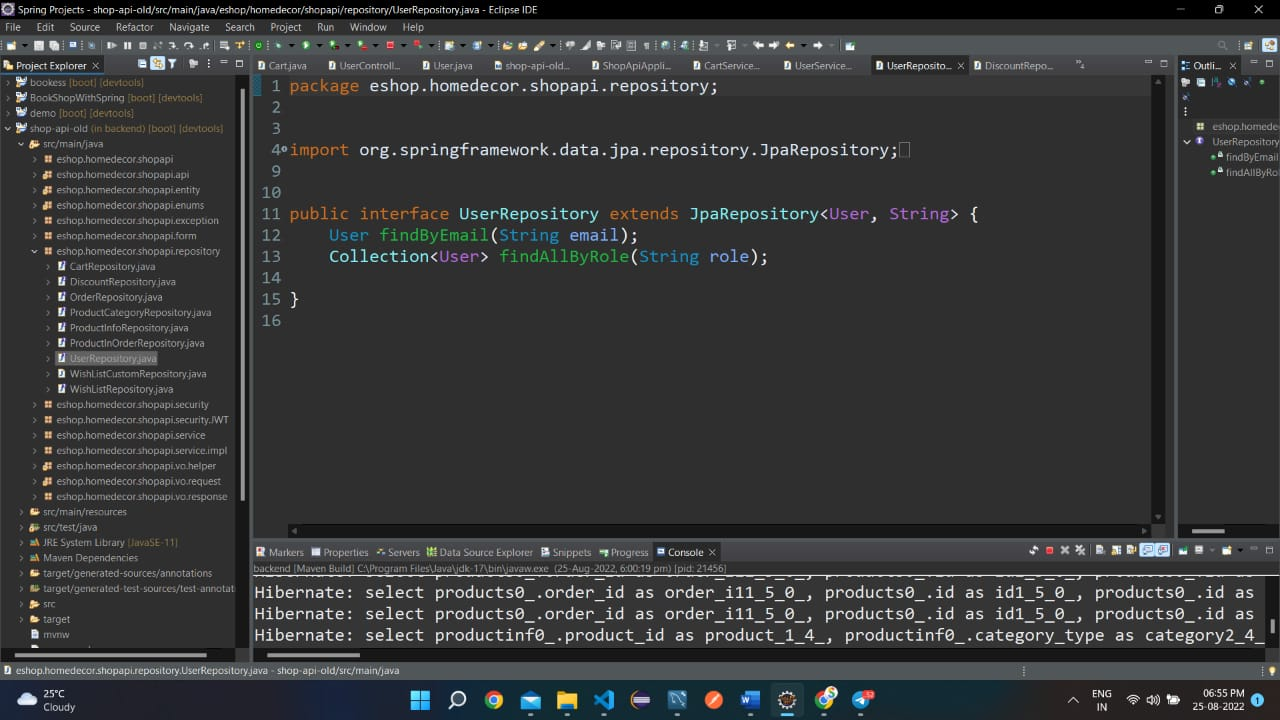 Spring Projects - shop-api-old/src/main/java/eshop/homedecor/shopapi/repository/UserRepository.java - Eclipse IDE
File Edit Source Refactor Navigate Search Project Run Window Help
Project Explorer
Cart.java UserControll... User.java shop-api-old... ShopApiAppli... CartService... UserService... UserReposito... DiscountRepo... »4
Outli...
bookess [boot] [devtools]
BookShopWithSpring [boot] [devtools]
demo [boot] [devtools]
shop-api-old (in backend) [boot] [devtools]
src/main/java
eshop.homedecor.shopapi
eshop.homedecor.shopapi.api
eshop.homedecor.shopapi.entity
eshop.homedecor.shopapi.enums
eshop.homedecor.shopapi.exception
eshop.homedecor.shopapi.form
eshop.homedecor.shopapi.repository
CartRepository.java
DiscountRepository.java
OrderRepository.java
ProductCategoryRepository.java
ProductInfoRepository.java
ProductInOrderRepository.java
UserRepository.java
WishListCustomRepository.java
WishListRepository.java
eshop.homedecor.shopapi.security
eshop.homedecor.shopapi.security.JWT
eshop.homedecor.shopapi.service
eshop.homedecor.shopapi.service.impl
eshop.homedecor.shopapi.vo.helper
eshop.homedecor.shopapi.vo.request
eshop.homedecor.shopapi.vo.response
src/main/resources
src/test/java
JRE System Library [JavaSE-11]
Maven Dependencies
target/generated-sources/annotations
target/generated-test-sources/test-annotati
src
target
mvnw
1 package eshop.homedecor.shopapi.repository;
2
3
4 import org.springframework.data.jpa.repository.JpaRepository;
9
10
11 public interface UserRepository extends JpaRepository<User, String> {
12 User findByEmail(String email);
13 Collection<User> findAllByRole(String role);
14
15 }
16
eshop.homede
UserRepository
findByEmail
findAllByRol
Markers Properties Servers Data Source Explorer Snippets Progress Console
backend [Maven Build] C:\Program Files\Java\jdk-17\bin\javaw.exe (25-Aug-2022, 6:00:19 pm) [pid: 21456]
Hibernate: select products0_.order_id as order_i11_5_0_, products0_.id as id1_5_0_, products0_.id as
Hibernate: select products0_.order_id as order_i11_5_0_, products0_.id as id1_5_0_, products0_.id as
Hibernate: select productinf0_.product_id as product_1_4_, productinf0_.category_type as category2_4_
eshop.homedecor.shopapi.repository.UserRepository.java - shop-api-old/src/main/java
25°C
Cloudy
ENG
IN
06:55 PM
25-08-2022
1